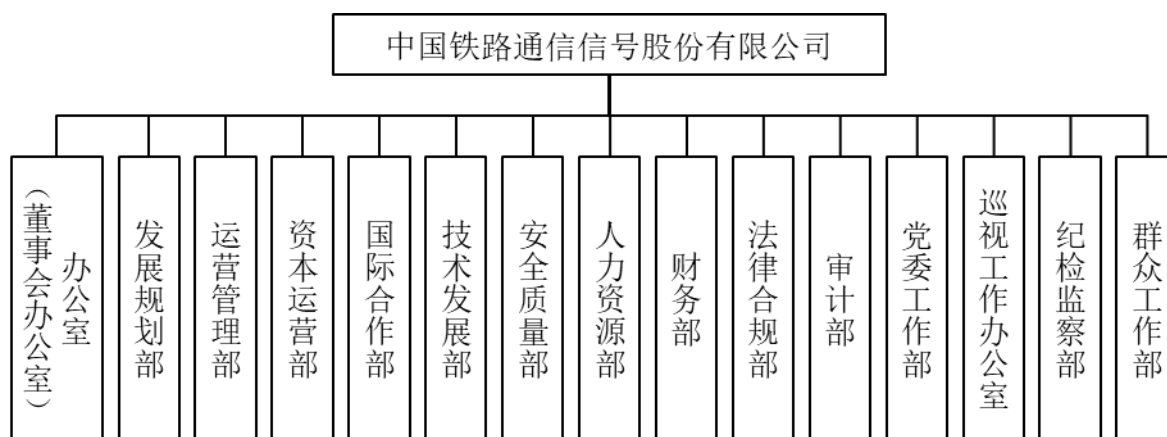 中国铁路通信信号股份有限公司
办公室
（董事会办公室）
发展规划部
运营管理部
资本运营部
国际合作部
技术发展部
安全质量部
人力资源部
财务部
法律合规部
审计部
党委工作部
巡视工作办公室
纪检监察部
群众工作部